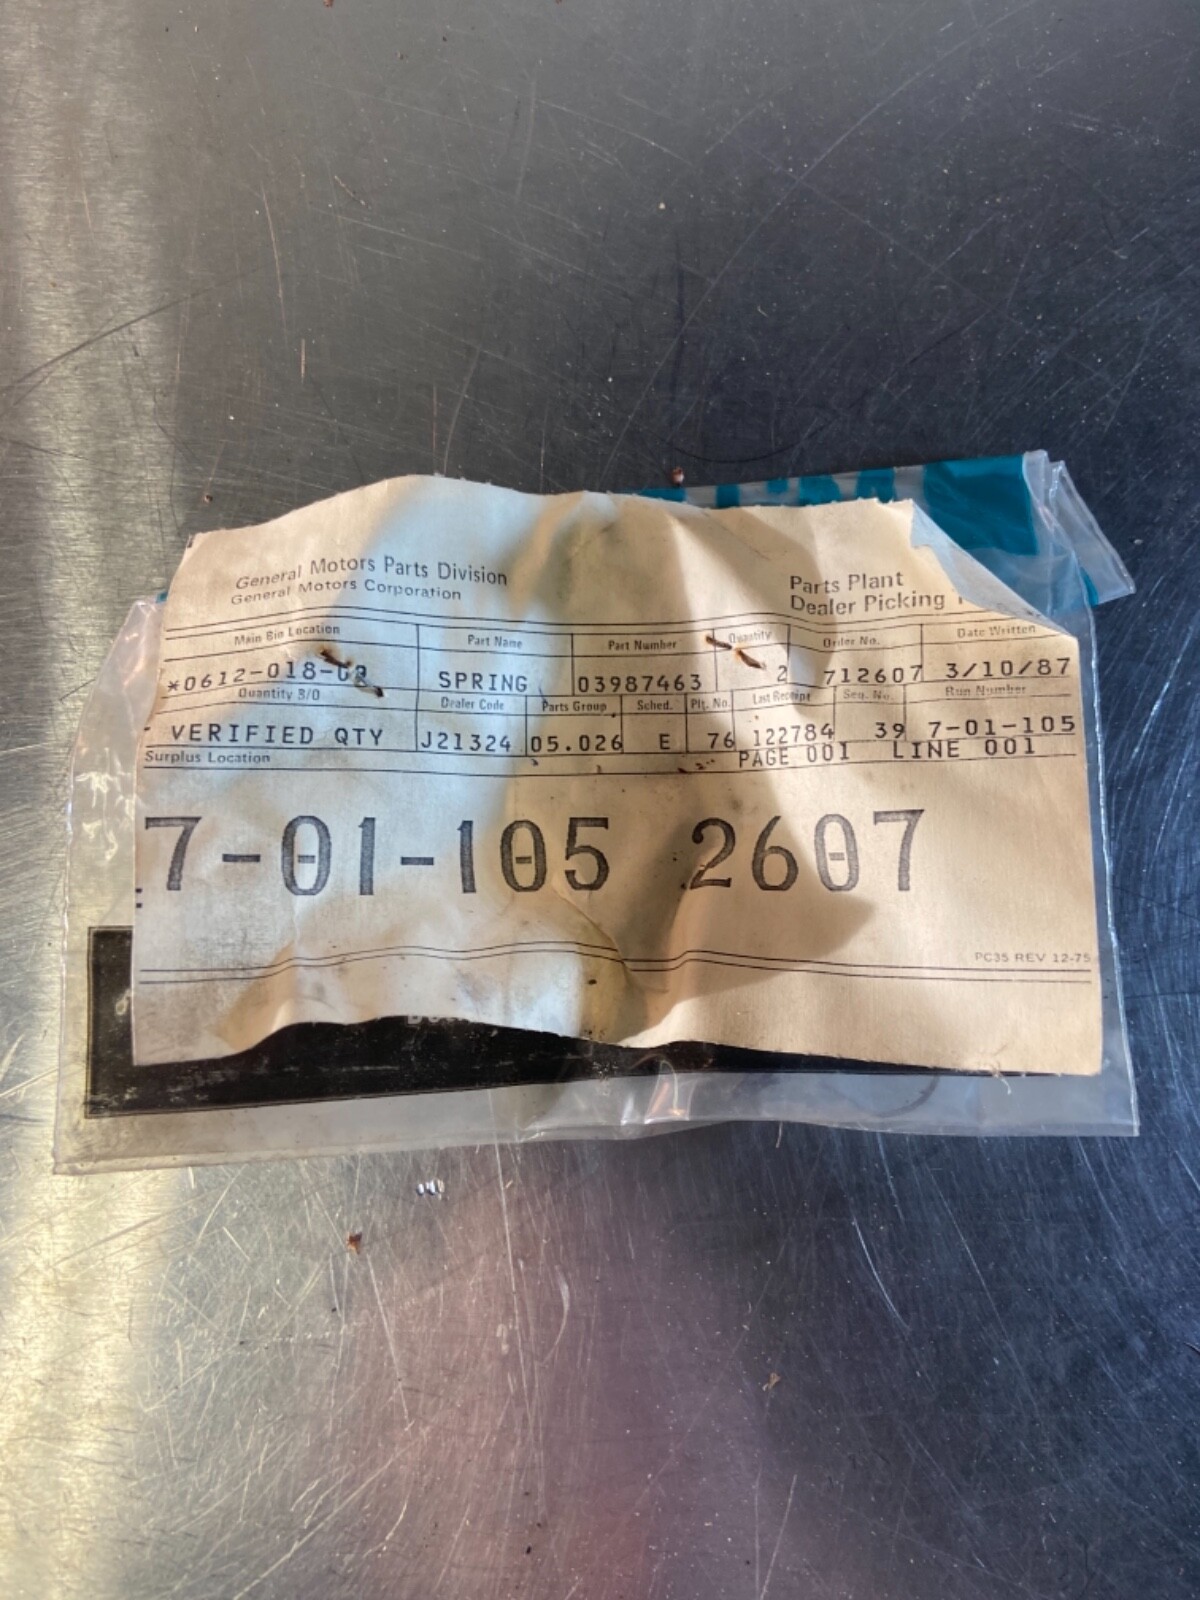 General Motors Parts Division
General Motors Corporation
Parts Plant
Dealer Picking
Main Bin Location Part Name Part Number Quantity Order No. Date Written
*0612-018-02 SPRING 03987463 2 712607 3/10/87
Quantity B/O Dealer Code Parts Group Sched. Plt. No. Last Receipt Seq. No. Run Number
VERIFIED QTY J21324 05.026 E 76 122784 39 7-01-105
Surplus Location PAGE 001 LINE 001
7-01-105 2607
PC35 REV 12-75